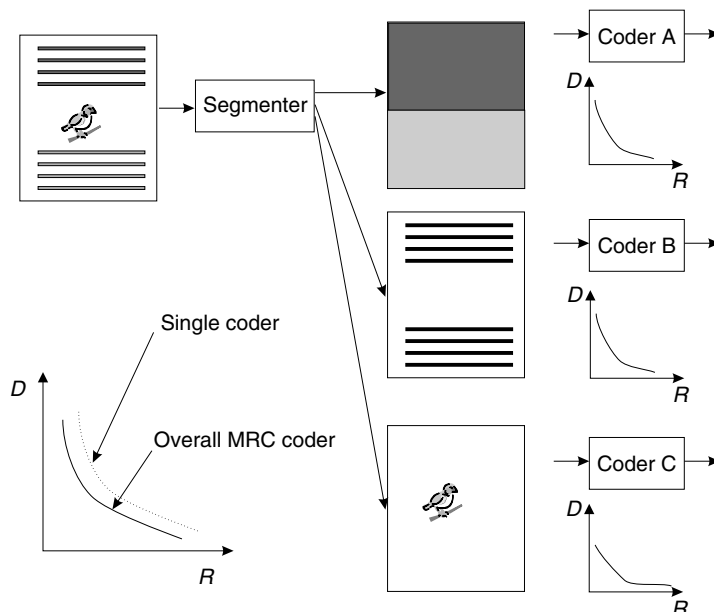 Segmenter
Coder A
D
R
Coder B
D
R
Single coder
D
Overall MRC coder
R
Coder C
D
R